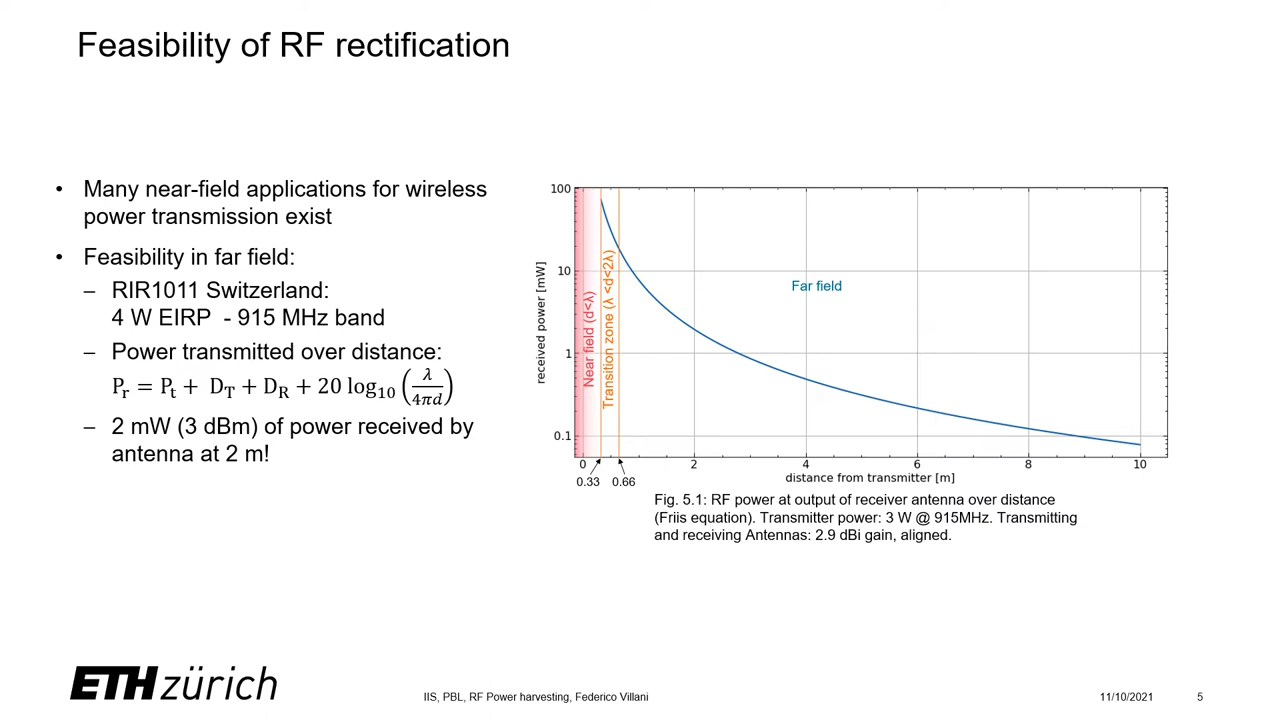 Feasibility of RF rectification
• Many near-field applications for wireless
power transmission exist
• Feasibility in far field:
– RIR1011 Switzerland:
4 W EIRP - 915 MHz band
– Power transmitted over distance:
P_r = P_t + D_T + D_R + 20 log_10 (λ/4πd)
– 2 mW (3 dBm) of power received by
antenna at 2 m!
received power [mW]
100
10
1
0.1
Near field (d<λ)
Transition zone (λ <d<2λ)
Far field
0 2 4 6 8 10
0.33 0.66
distance from transmitter [m]
Fig. 5.1: RF power at output of receiver antenna over distance
(Friis equation). Transmitter power: 3 W @ 915MHz. Transmitting
and receiving Antennas: 2.9 dBi gain, aligned.
ETH zürich
IIS, PBL, RF Power harvesting, Federico Villani
11/10/2021
5